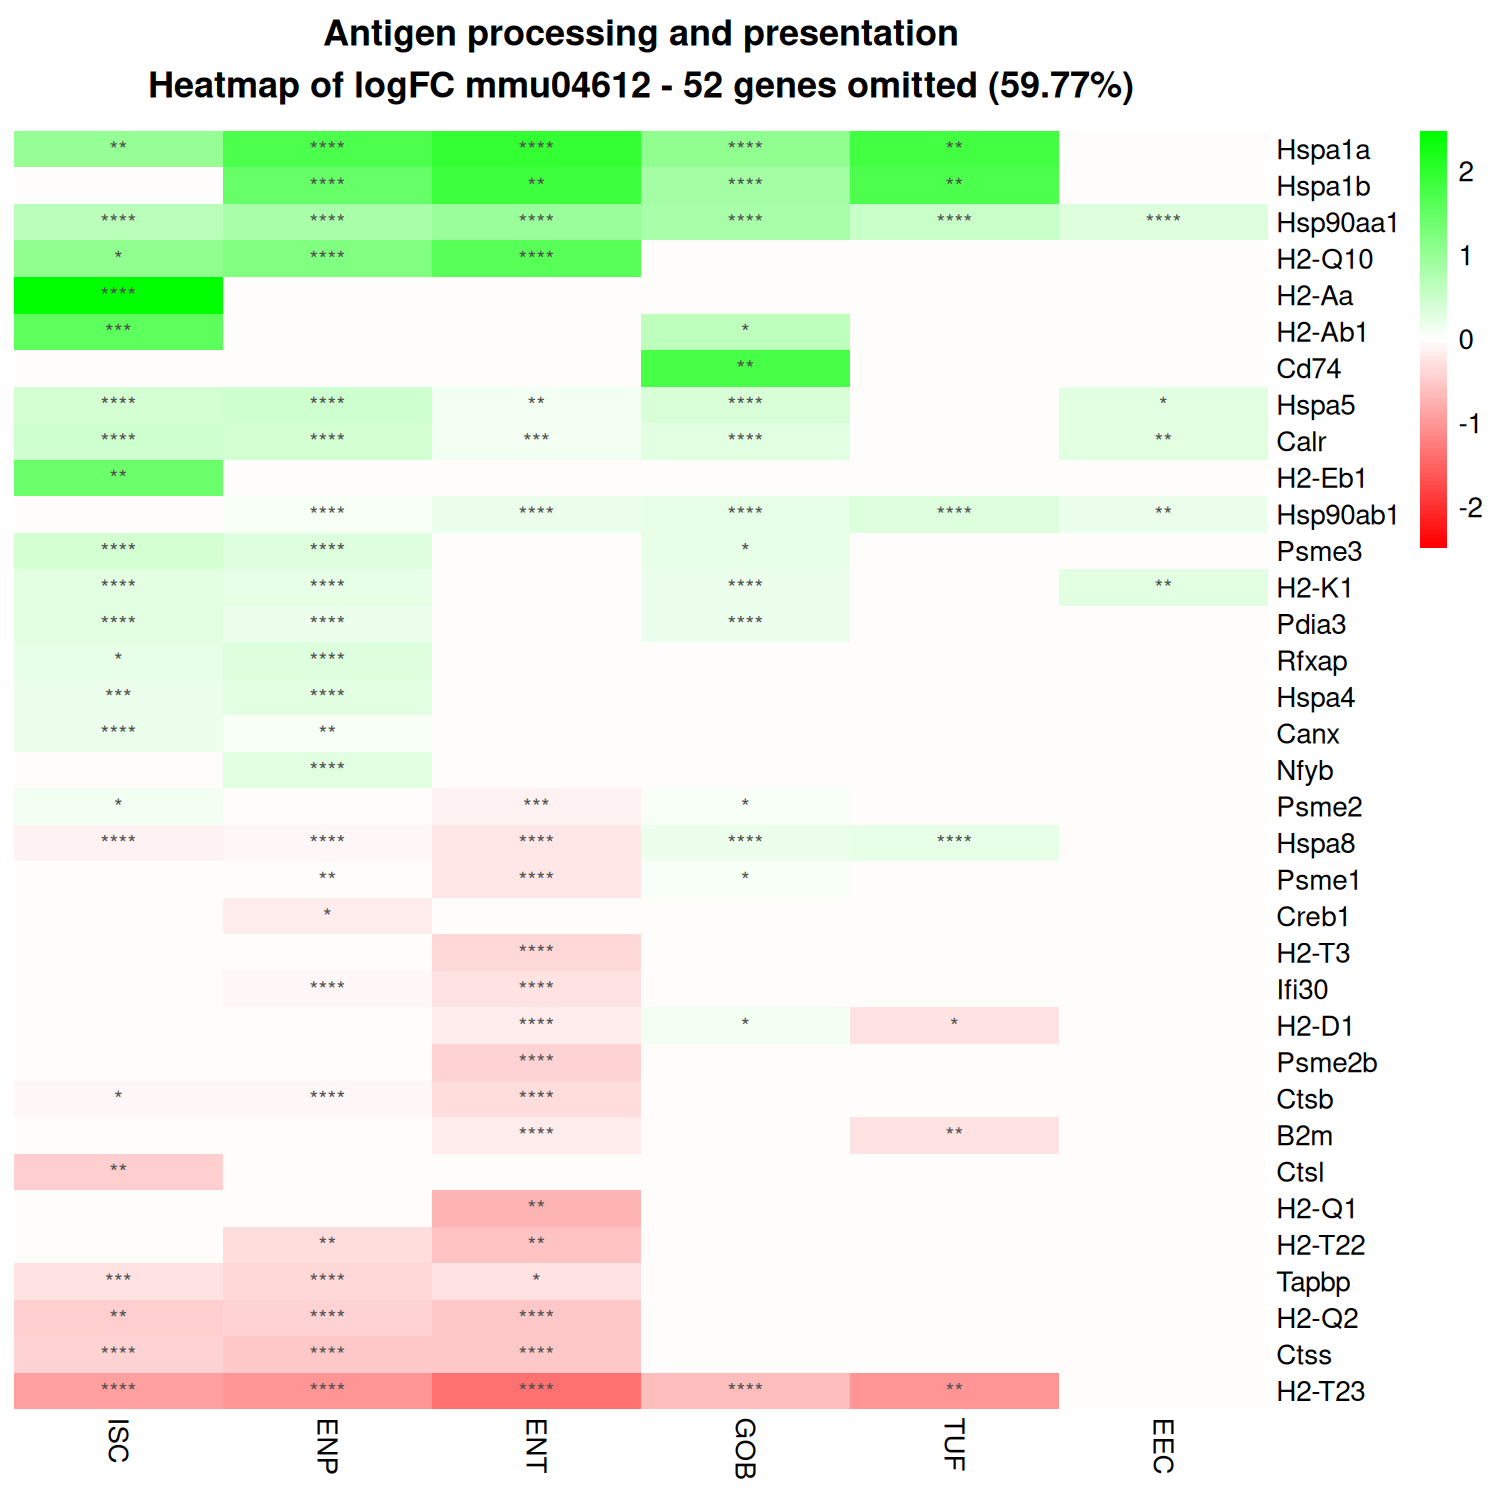 Antigen processing and presentation
Heatmap of logFC mmu04612 - 52 genes omitted (59.77%)
** **** **** **** ** Hspa1a
**** ** **** ** Hspa1b
**** **** **** **** **** **** Hsp90aa1
* **** **** H2-Q10
**** H2-Aa
*** * H2-Ab1
** Cd74
**** **** ** **** * Hspa5
**** **** *** **** ** Calr
** H2-Eb1
**** **** **** **** ** Hsp90ab1
**** **** * Psme3
**** **** **** ** H2-K1
**** **** **** Pdia3
* **** Rfxap
*** **** Hspa4
**** ** Canx
**** Nfyb
* *** * Psme2
**** **** **** **** **** Hspa8
** **** * Psme1
* Creb1
**** H2-T3
**** **** Ifi30
**** * * H2-D1
**** Psme2b
* **** **** Ctsb
**** ** B2m
** Ctsl
** H2-Q1
** ** H2-T22
*** **** * Tapbp
** **** **** H2-Q2
**** **** **** Ctss
**** **** **** **** ** H2-T23
ISC ENP ENT GOB TUF EEC
2
1
0
-1
-2